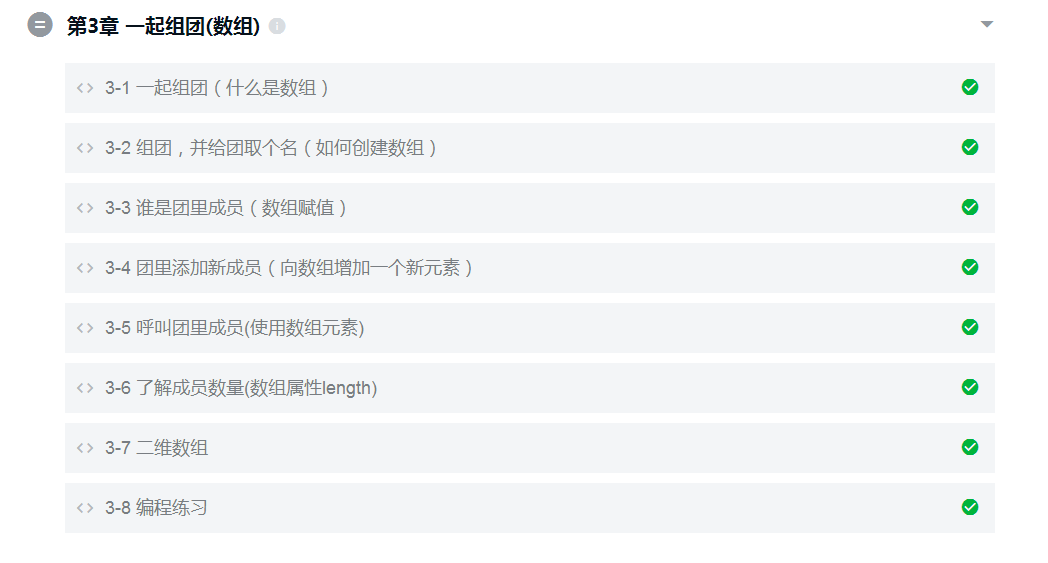 第3章 一起组团(数组)
3-1 一起组团（什么是数组）
3-2 组团，并给团取个名（如何创建数组）
3-3 谁是团里成员（数组赋值）
3-4 团里添加新成员（向数组增加一个新元素）
3-5 呼叫团里成员(使用数组元素)
3-6 了解成员数量(数组属性length)
3-7 二维数组
3-8 编程练习